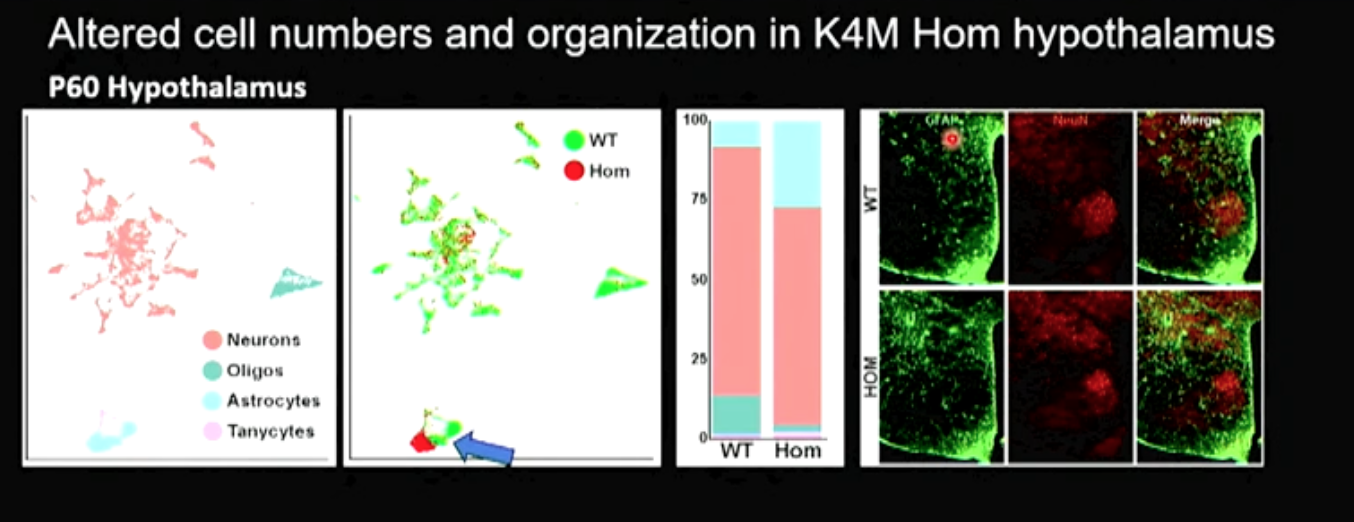 Altered cell numbers and organization in K4M Hom hypothalamus
P60 Hypothalamus
Neurons
Oligos
Astrocytes
Tanycytes
WT
Hom
100
75
50
25
0
WT Hom
GFAP NeuN Merge
WT
HOM